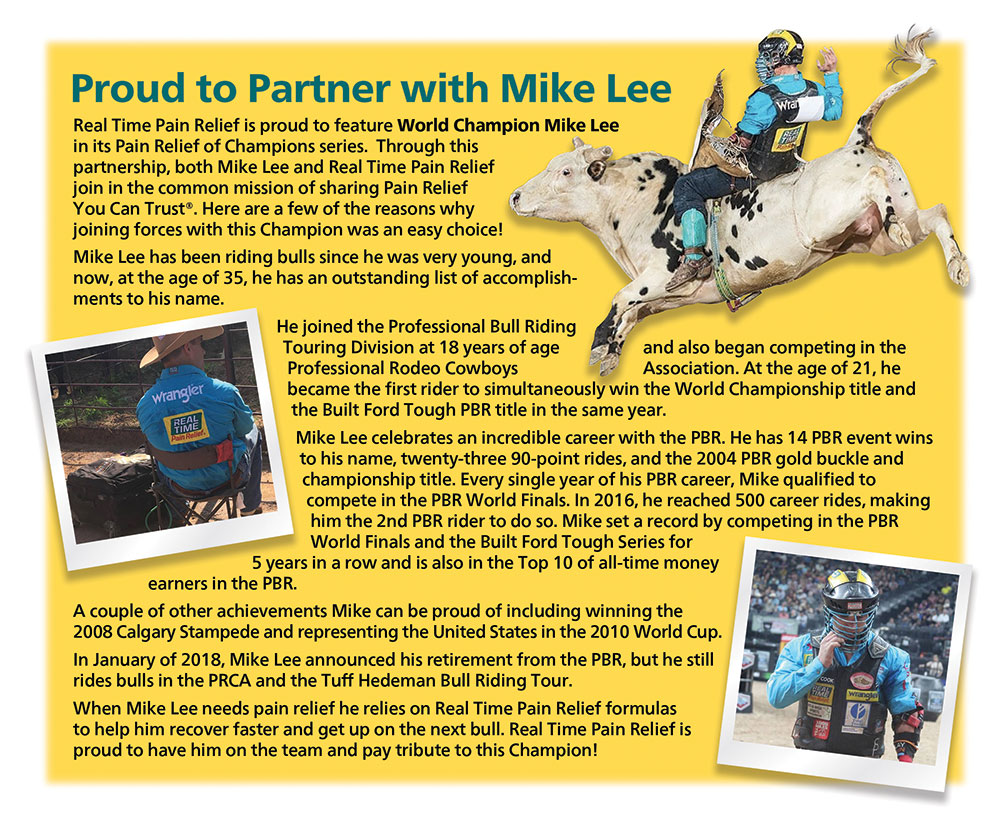 Proud to Partner with Mike Lee
Real Time Pain Relief is proud to feature World Champion Mike Lee
in its Pain Relief of Champions series. Through this
partnership, both Mike Lee and Real Time Pain Relief
join in the common mission of sharing Pain Relief
You Can Trust®. Here are a few of the reasons why
joining forces with this Champion was an easy choice!
Mike Lee has been riding bulls since he was very young, and
now, at the age of 35, he has an outstanding list of accomplish-
ments to his name.
He joined the Professional Bull Riding
Touring Division at 18 years of age and also began competing in the
Professional Rodeo Cowboys Association. At the age of 21, he
became the first rider to simultaneously win the World Championship title and
the Built Ford Tough PBR title in the same year.
Mike Lee celebrates an incredible career with the PBR. He has 14 PBR event wins
to his name, twenty-three 90-point rides, and the 2004 PBR gold buckle and
championship title. Every single year of his PBR career, Mike qualified to
compete in the PBR World Finals. In 2016, he reached 500 career rides, making
him the 2nd PBR rider to do so. Mike set a record by competing in the PBR
World Finals and the Built Ford Tough Series for
5 years in a row and is also in the Top 10 of all-time money
earners in the PBR.
A couple of other achievements Mike can be proud of including winning the
2008 Calgary Stampede and representing the United States in the 2010 World Cup.
In January of 2018, Mike Lee announced his retirement from the PBR, but he still
rides bulls in the PRCA and the Tuff Hedeman Bull Riding Tour.
When Mike Lee needs pain relief he relies on Real Time Pain Relief formulas
to help him recover faster and get up on the next bull. Real Time Pain Relief is
proud to have him on the team and pay tribute to this Champion!
REAL
TIME
Wrangler
REAL
TIME
Pain Relief
COOK
REAL
TIME
Wrangler